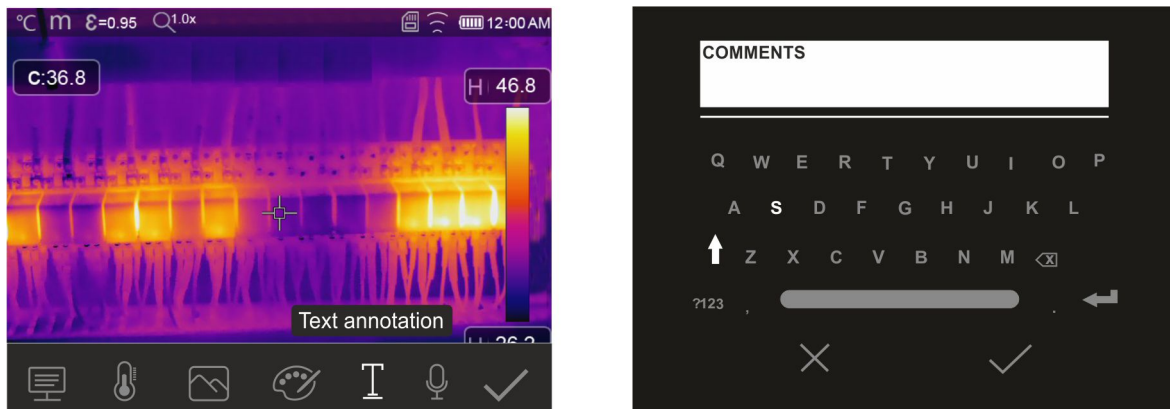 °C m ε=0.95 1.0x 12:00 AM
C:36.8
H 46.8
Text annotation
COMMENTS
Q W E R T Y U I O P
A S D F G H J K L
Z X C V B N M X
?123 , .